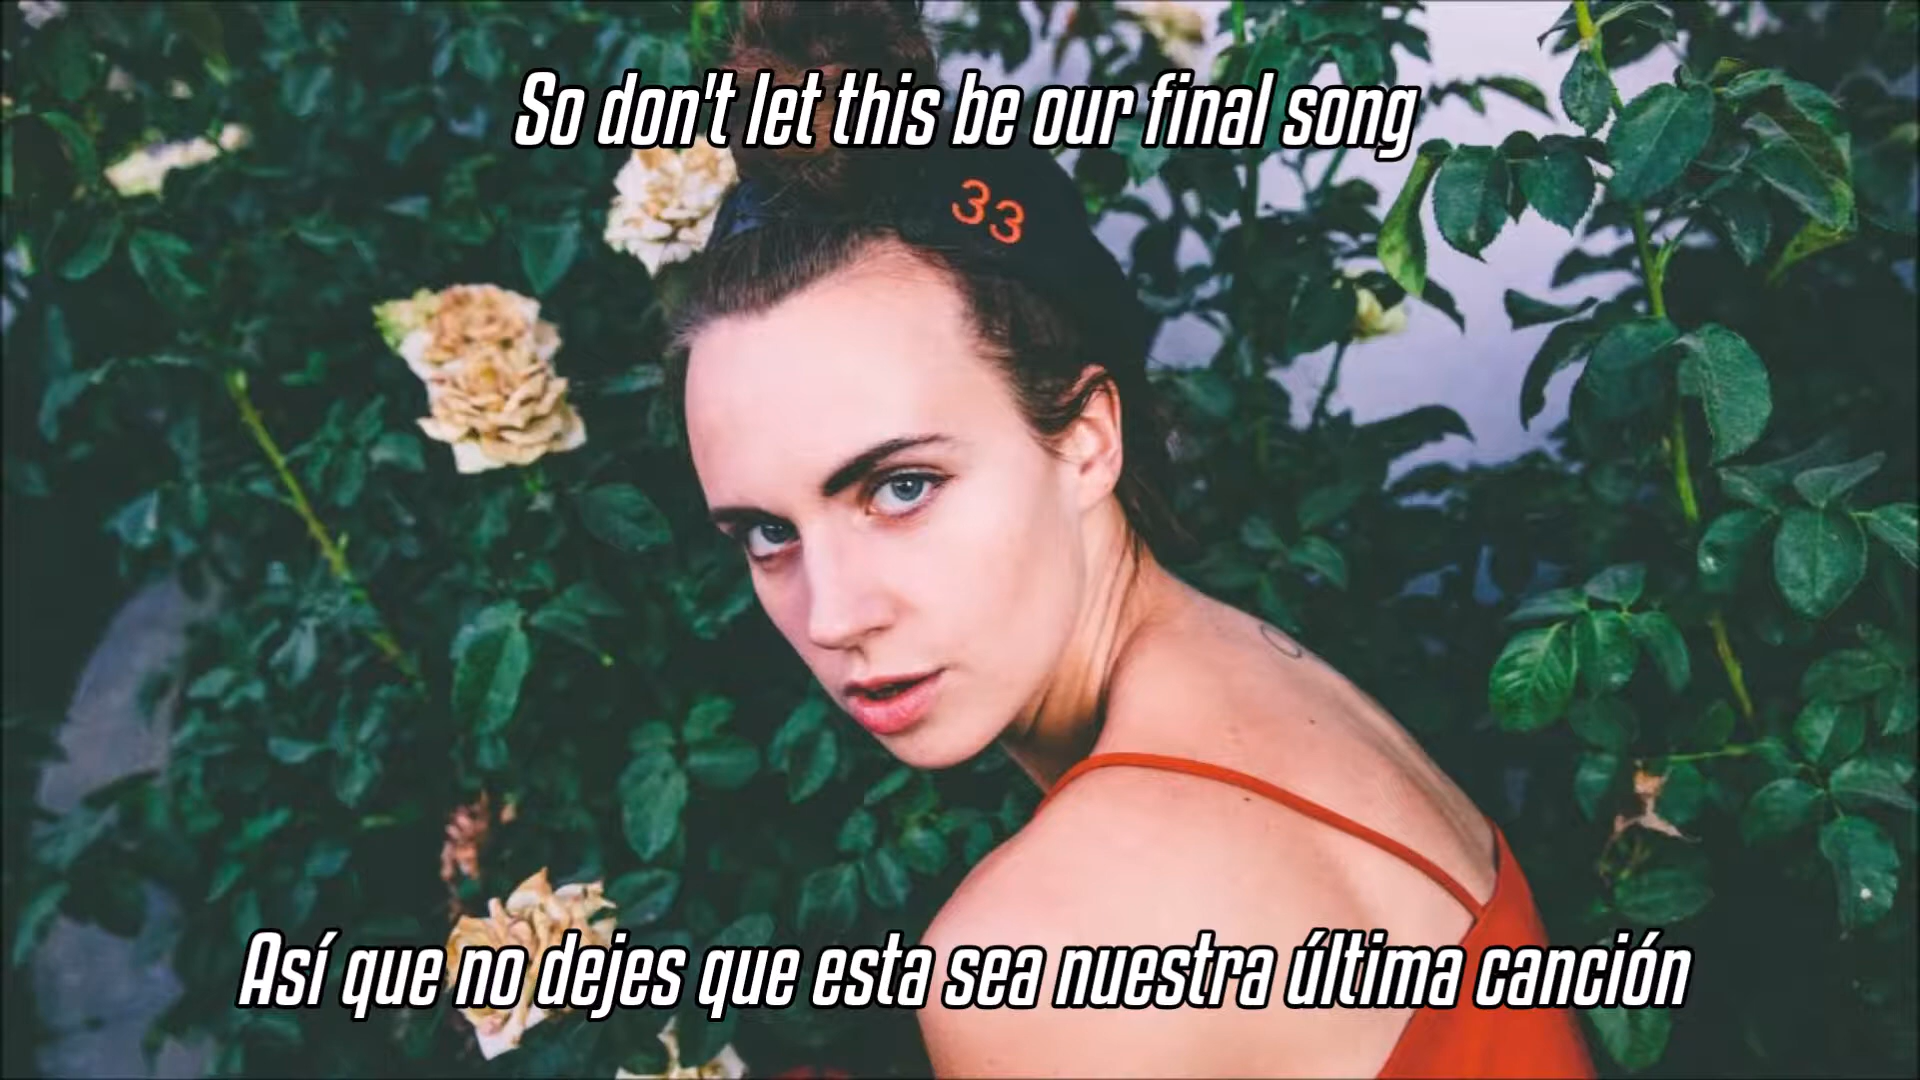 So don't let this be our final song
33
Así que no dejes que esta sea nuestra última canción